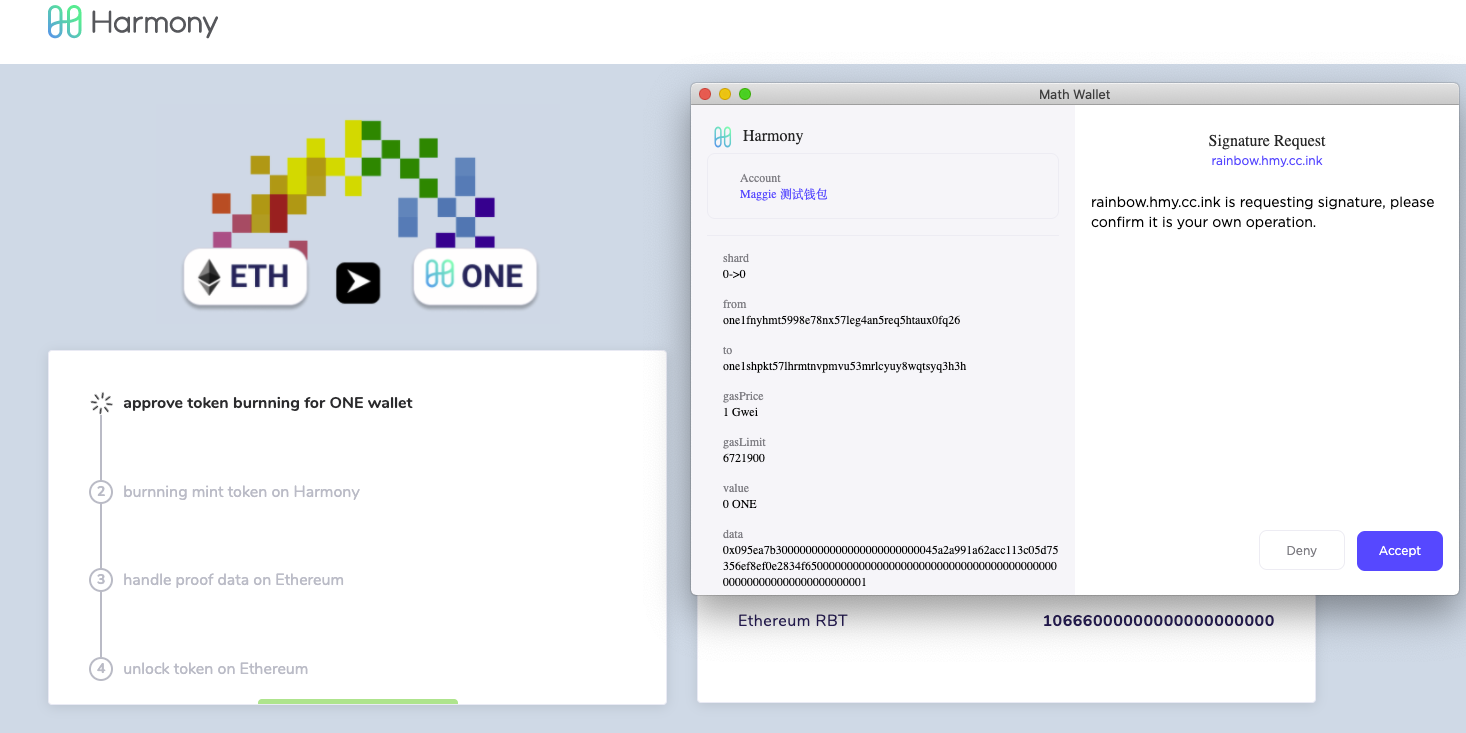 Harmony
ETH
ONE
approve token burnning for ONE wallet
2
burnning mint token on Harmony
3
handle proof data on Ethereum
4
unlock token on Ethereum
Math Wallet
Harmony
Account
Maggie 测试钱包
shard
0->0
from
one1fnyhmt5998e78nx57leg4an5req5htaux0fq26
to
one1shpkt57lhrmtnvpmvu53mrlcyuy8wqtsyq3h3h
gasPrice
1 Gwei
gasLimit
6721900
value
0 ONE
data
0x095ea7b300000000000000000000000045a2a991a62acc113c05d75
356ef8ef0e2834f650000000000000000000000000000000000000000
000000000000000000000001
Signature Request
rainbow.hmy.cc.ink
rainbow.hmy.cc.ink is requesting signature, please
confirm it is your own operation.
Deny
Accept
Ethereum RBT
10666000000000000000000